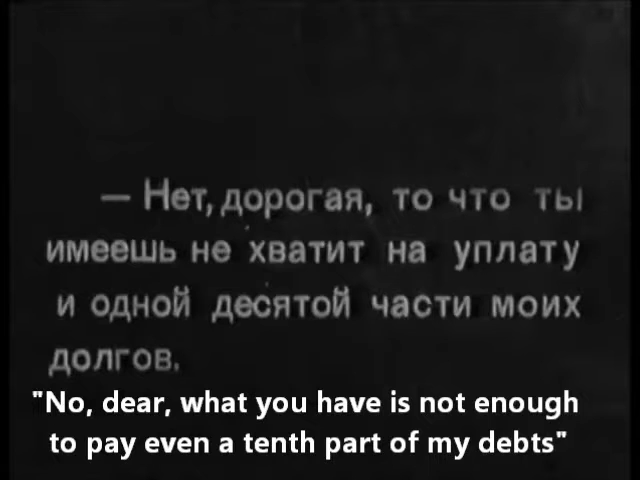 — Нет, дорогая, то что ты
имеешь не хватит на уплату
и одной десятой части моих
долгов.
"No, dear, what you have is not enough
to pay even a tenth part of my debts"